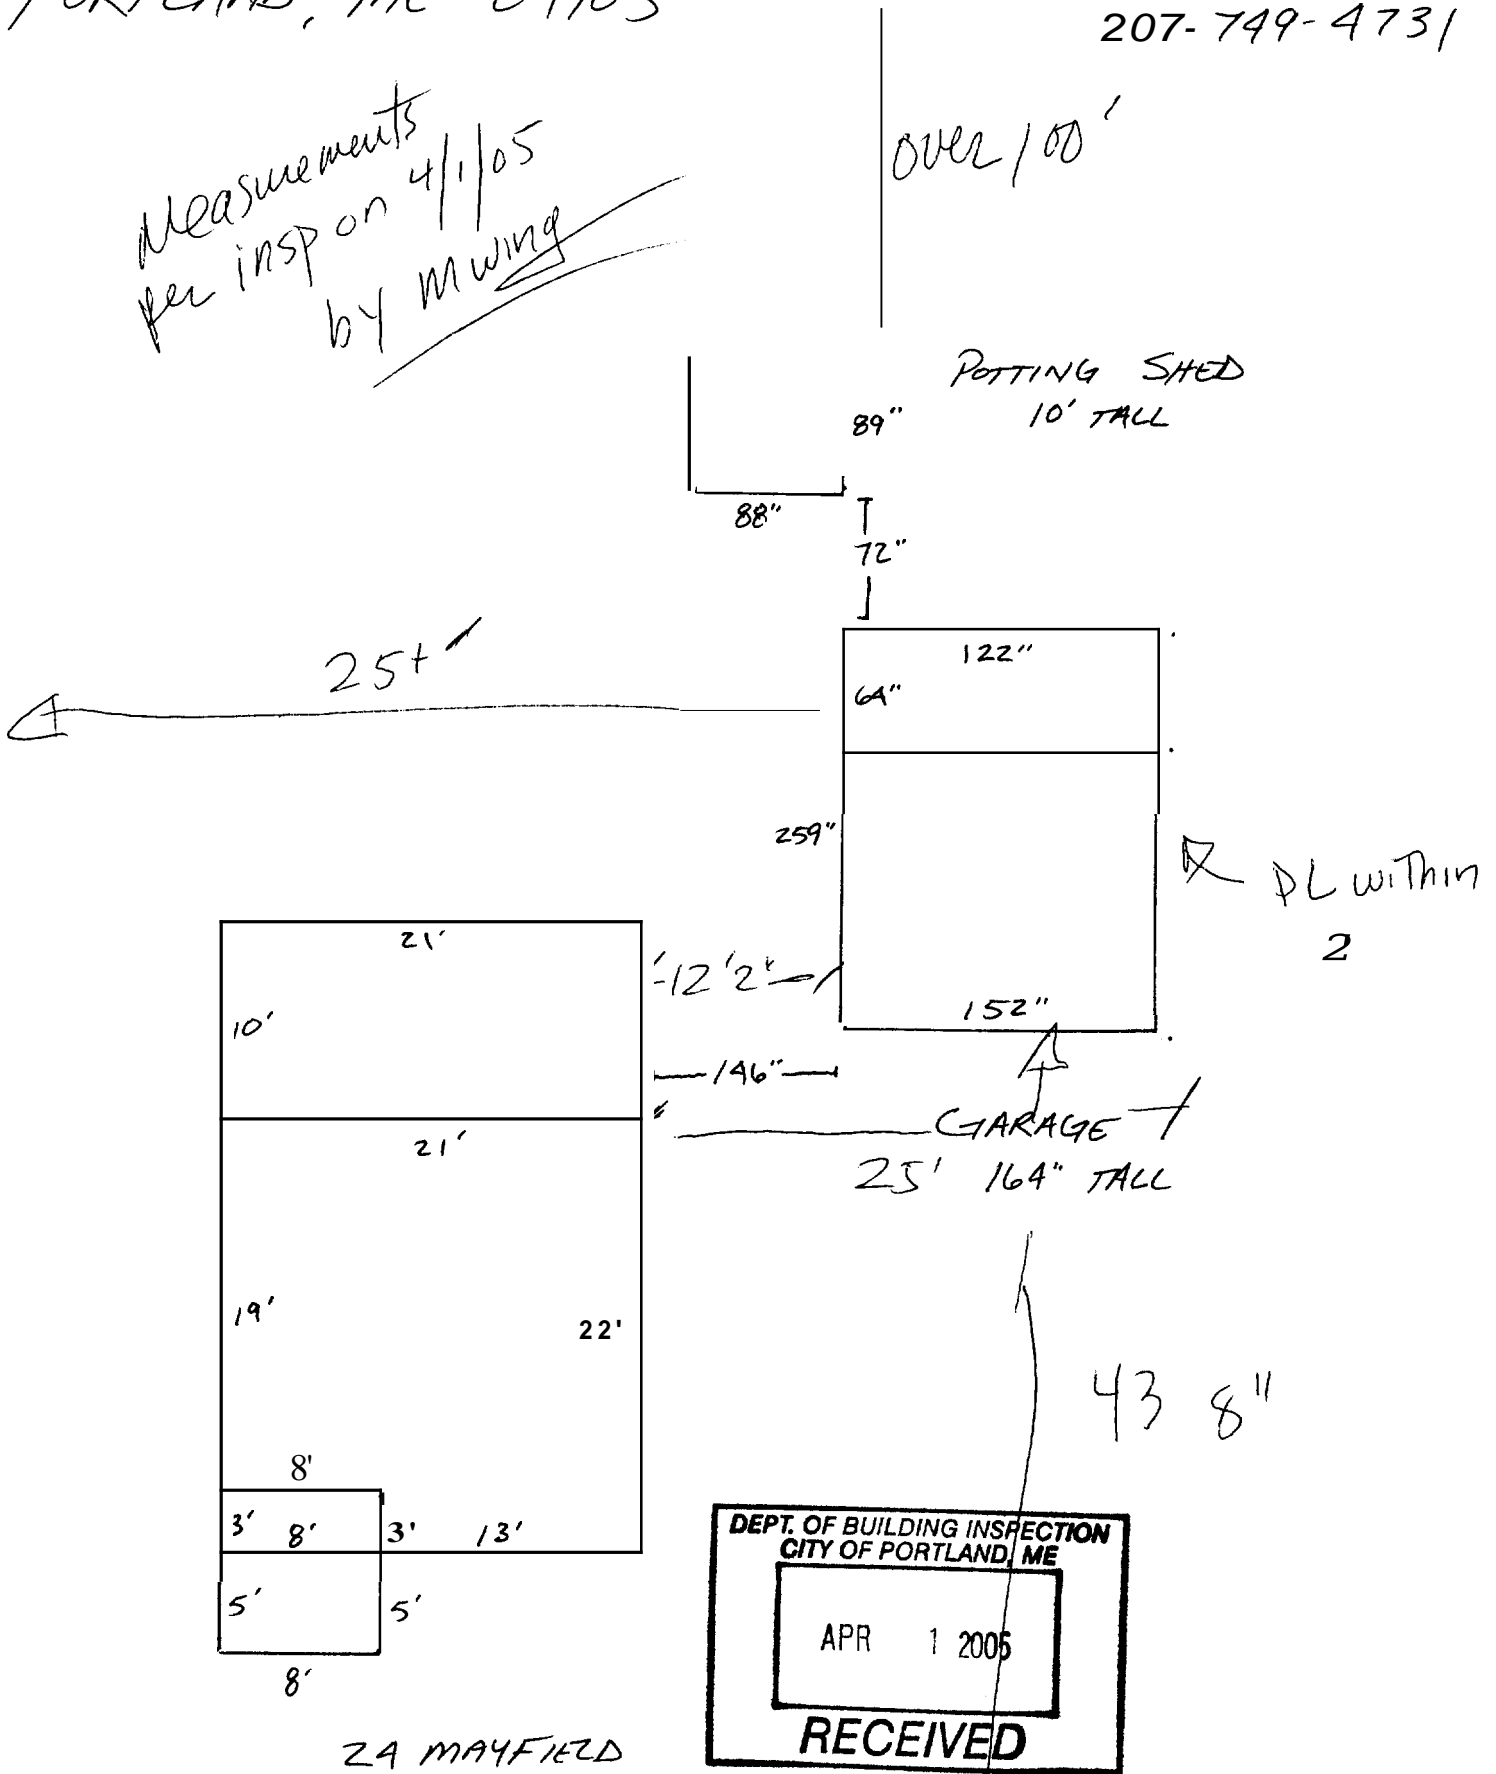 PORTLAND, ME 04103
207-749-4731
Measurements
per insp on 4/1/05
by MWing
over 100'
POTTING SHED
10' TALL
89"
88"
72"
25+'
122"
64"
259"
PL within
2
21'
12'2"
10'
152"
146"
21'
GARAGE
25' 164" TALL
19'
22'
43 8"
8'
3' 8' 3' 13'
5' 5'
8'
DEPT. OF BUILDING INSPECTION
CITY OF PORTLAND, ME
APR 1 2005
RECEIVED
24 MAYFIELD